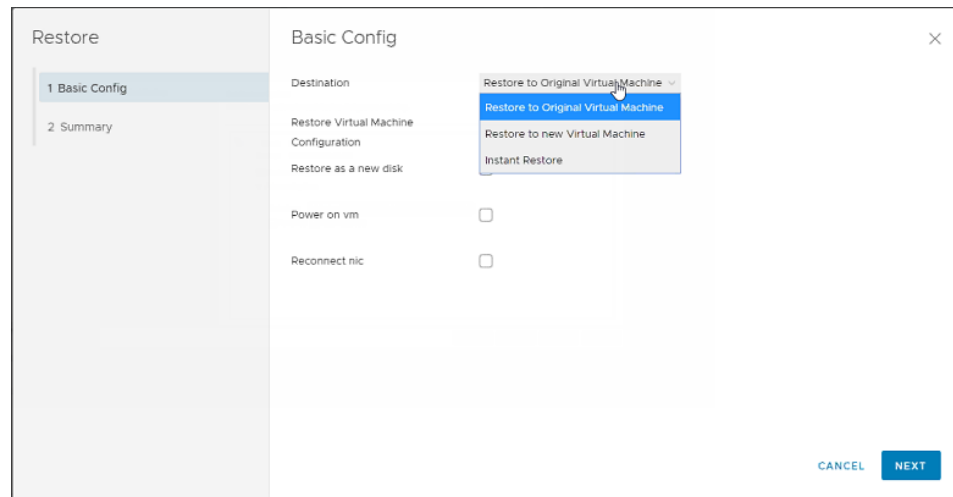 Restore
1 Basic Config
2 Summary
Basic Config
Destination
Restore to Original Virtual Machine
Restore to Original Virtual Machine
Restore to new Virtual Machine
Instant Restore
Restore Virtual Machine
Configuration
Restore as a new disk
Power on vm
Reconnect nic
CANCEL
NEXT